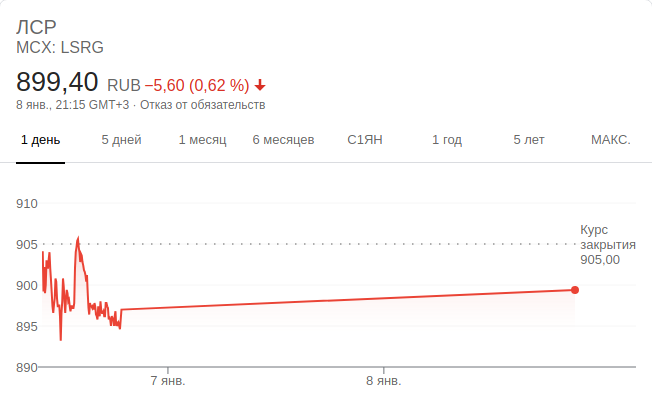 ЛСР
MCX: LSRG
899,40 RUB −5,60 (0,62 %)
8 янв., 21:15 GMT+3 · Отказ от обязательств
1 день 5 дней 1 месяц 6 месяцев С1ЯН 1 год 5 лет МАКС.
910
Курс
905 закрытия
905,00
900
895
890
7 янв. 8 янв.